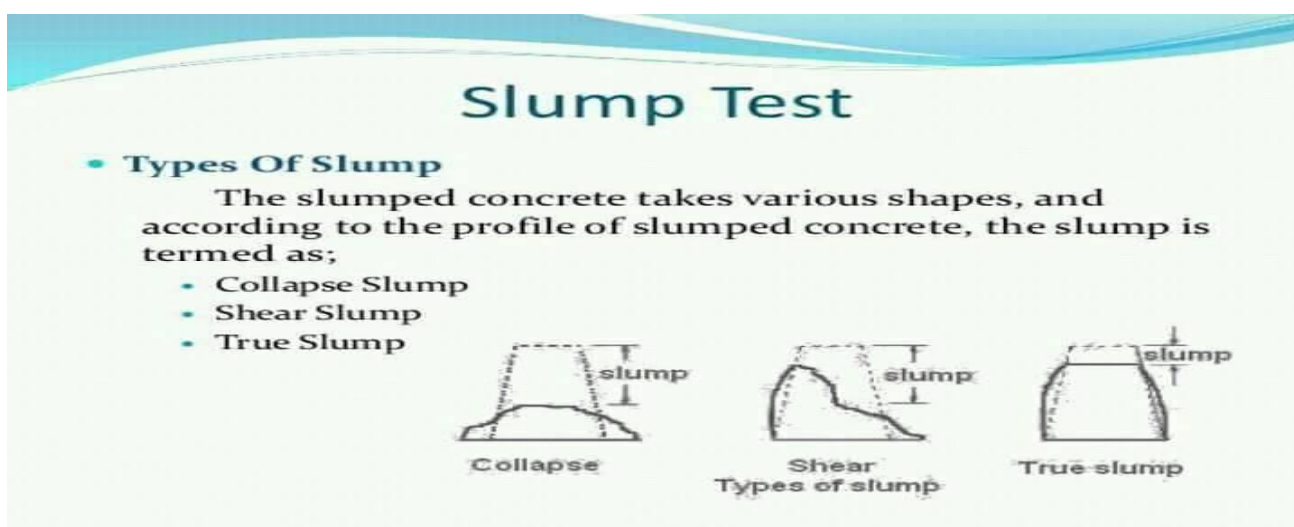 Slump Test
• Types Of Slump
The slumped concrete takes various shapes, and
according to the profile of slumped concrete, the slump is
termed as;
• Collapse Slump
• Shear Slump
• True Slump
slump
slump
slump
Collapse
Shear
True slump
Types of slump